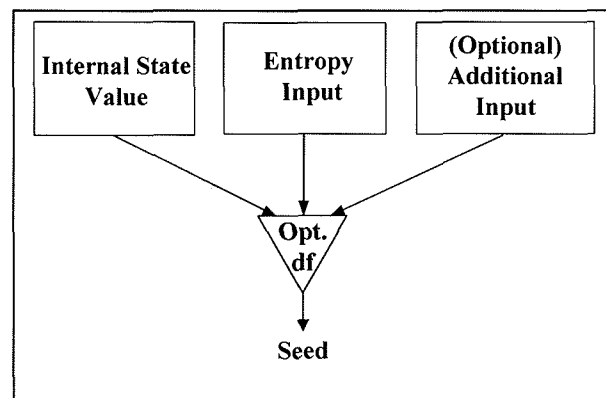 Internal State
Value
Entropy
Input
(Optional)
Additional
Input
Opt.
df
Seed